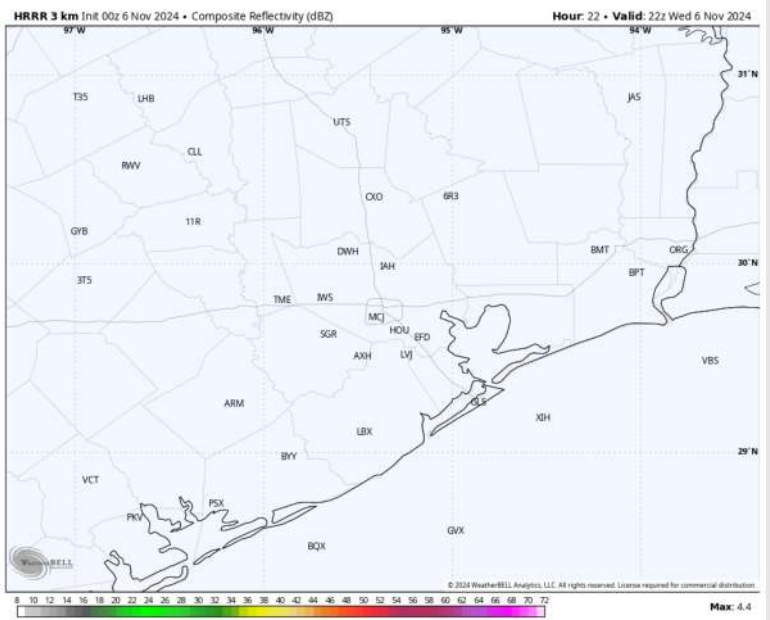 HRRR 3 km Init 00z 6 Nov 2024 • Composite Reflectivity (dBZ) Hour: 22 • Valid: 22z Wed 6 Nov 2024
97°W 96°W 95°W 94°W
31°N
T35 LHB JAS
UTS
CLL
RWV
CXO 6R3
11R
GYB
DWH BMT ORG
IAH 30°N
BPT
3T5
TME IWS
MCJ
SGR HOU EFD
AXH LVJ VBS
ARM GLS
XIH
LBX
BYY 29°N
VCT
PSX
PKV
GVX
BQX
WEATHERBELL
© 2024 WeatherBELL Analytics, LLC. All rights reserved. License required for commercial distribution.
8 10 12 14 16 18 20 22 24 26 28 30 32 34 36 38 40 42 44 46 48 50 52 54 56 58 60 62 64 66 68 70 72
Max: 4.4